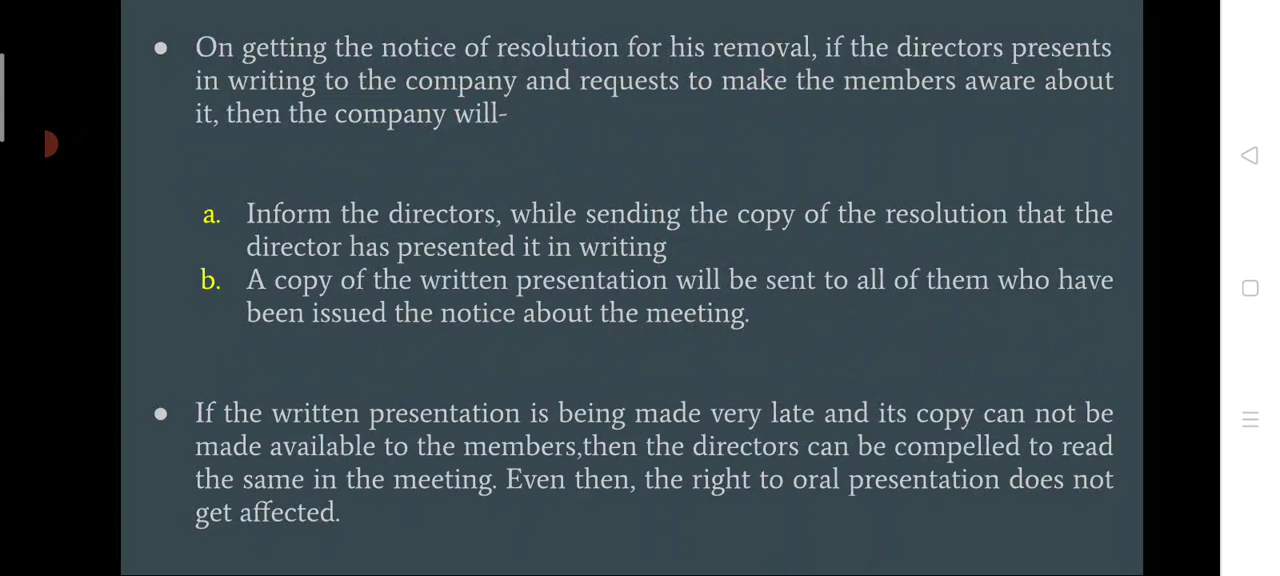 ● On getting the notice of resolution for his removal, if the directors presents
in writing to the company and requests to make the members aware about
it, then the company will-
a. Inform the directors, while sending the copy of the resolution that the
director has presented it in writing
b. A copy of the written presentation will be sent to all of them who have
been issued the notice about the meeting.
● If the written presentation is being made very late and its copy can not be
made available to the members,then the directors can be compelled to read
the same in the meeting. Even then, the right to oral presentation does not
get affected.